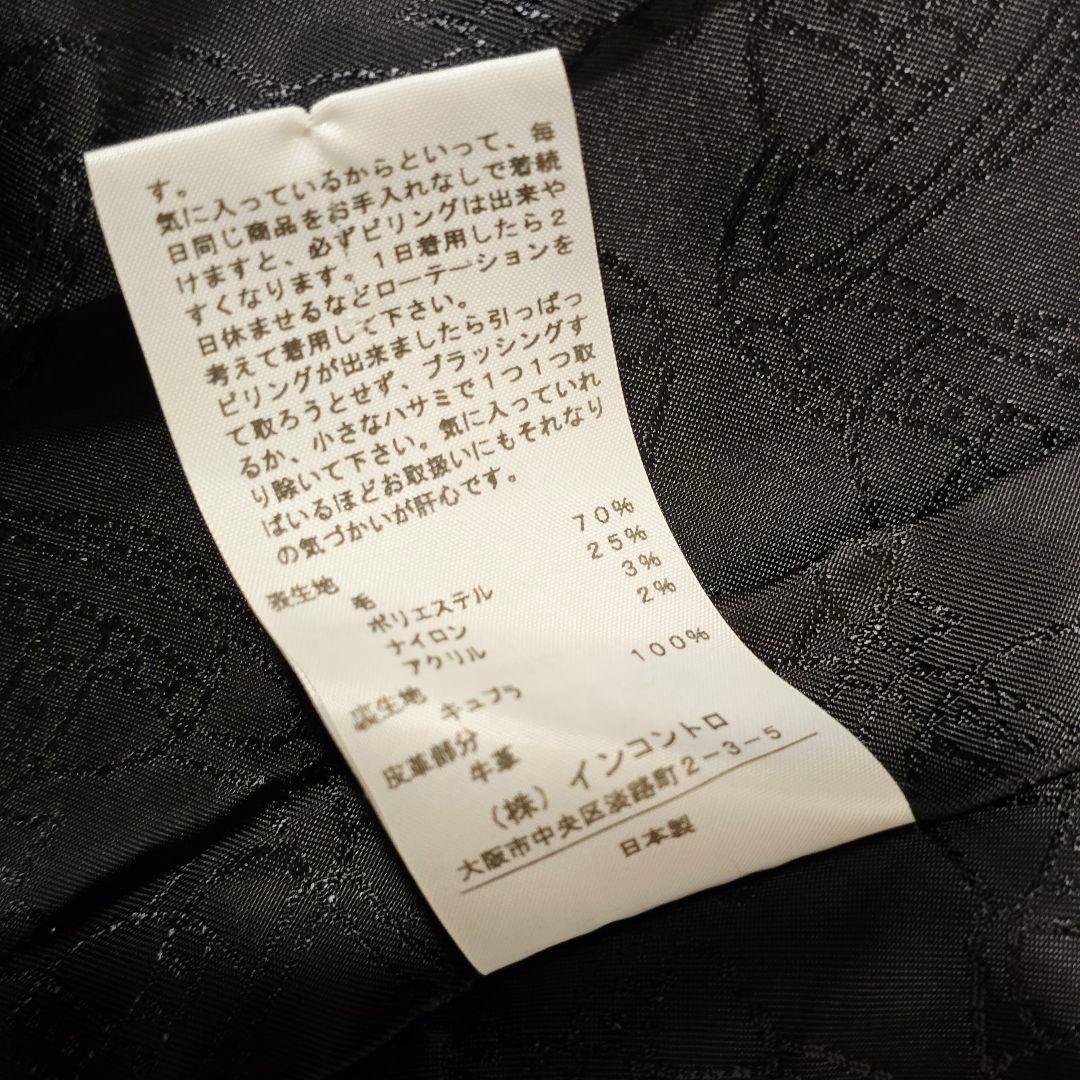 す。
気に入っているからといって、毎
日同じ商品をお手入れなしで着続
けますと、必ずピリングは出来や
すくなります。1日着用したら2
日休ませるなどローテーションを
考えて着用して下さい。
ピリングが出来ましたら引っぱっ
て取ろうとせず、ブラッシングす
るか、小さなハサミで1つ1つ取
り除いて下さい。気に入っていれ
ばいるほどお取扱いにもそれなり
の気づかいが肝心です。
表生地
毛 70%
ポリエステル 25%
ナイロン 3%
アクリル 2%
裏生地
キュプラ 100%
皮革部分
牛革
(株) インコントロ
大阪市中央区淡路町2-3-5
日本製